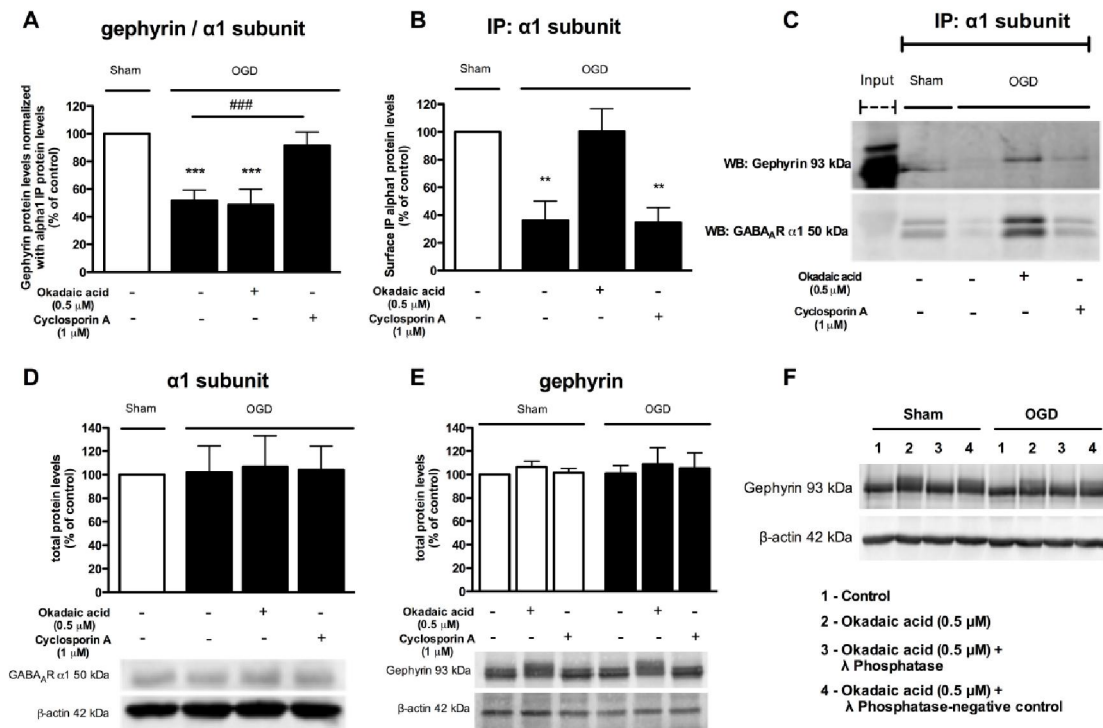 A
gephyrin / α1 subunit
Sham
OGD
###
Gephyrin protein levels normalized
with alpha1 IP protein levels
(% of control)
120
100
80
60
40
20
0
***
***
Okadaic acid
(0.5 μM)
- - + -
Cyclosporin A
(1 μM)
- - - +
B
IP: α1 subunit
Sham
OGD
Surface IP alpha1 protein levels
(% of control)
120
100
80
60
40
20
0
**
**
Okadaic acid
(0.5 μM)
- - + -
Cyclosporin A
(1 μM)
- - - +
C
IP: α1 subunit
Input
Sham
OGD
WB: Gephyrin 93 kDa
WB: GABAAR α1 50 kDa
Okadaic acid
(0.5 μM)
- - + -
Cyclosporin A
(1 μM)
- - - +
D
α1 subunit
Sham
OGD
total protein levels
(% of control)
140
120
100
80
60
40
20
0
Okadaic acid
(0.5 μM)
- - + -
Cyclosporin A
(1 μM)
- - - +
GABAAR α1 50 kDa
β-actin 42 kDa
E
gephyrin
Sham
OGD
total protein levels
(% of control)
140
120
100
80
60
40
20
0
Okadaic acid
(0.5 μM)
- + - - + -
Cyclosporin A
(1 μM)
- - + - - +
Gephyrin 93 kDa
β-actin 42 kDa
F
Sham
OGD
1 2 3 4 1 2 3 4
Gephyrin 93 kDa
β-actin 42 kDa
1 - Control
2 - Okadaic acid (0.5 μM)
3 - Okadaic acid (0.5 μM) +
λ Phosphatase
4 - Okadaic acid (0.5 μM) +
λ Phosphatase-negative control